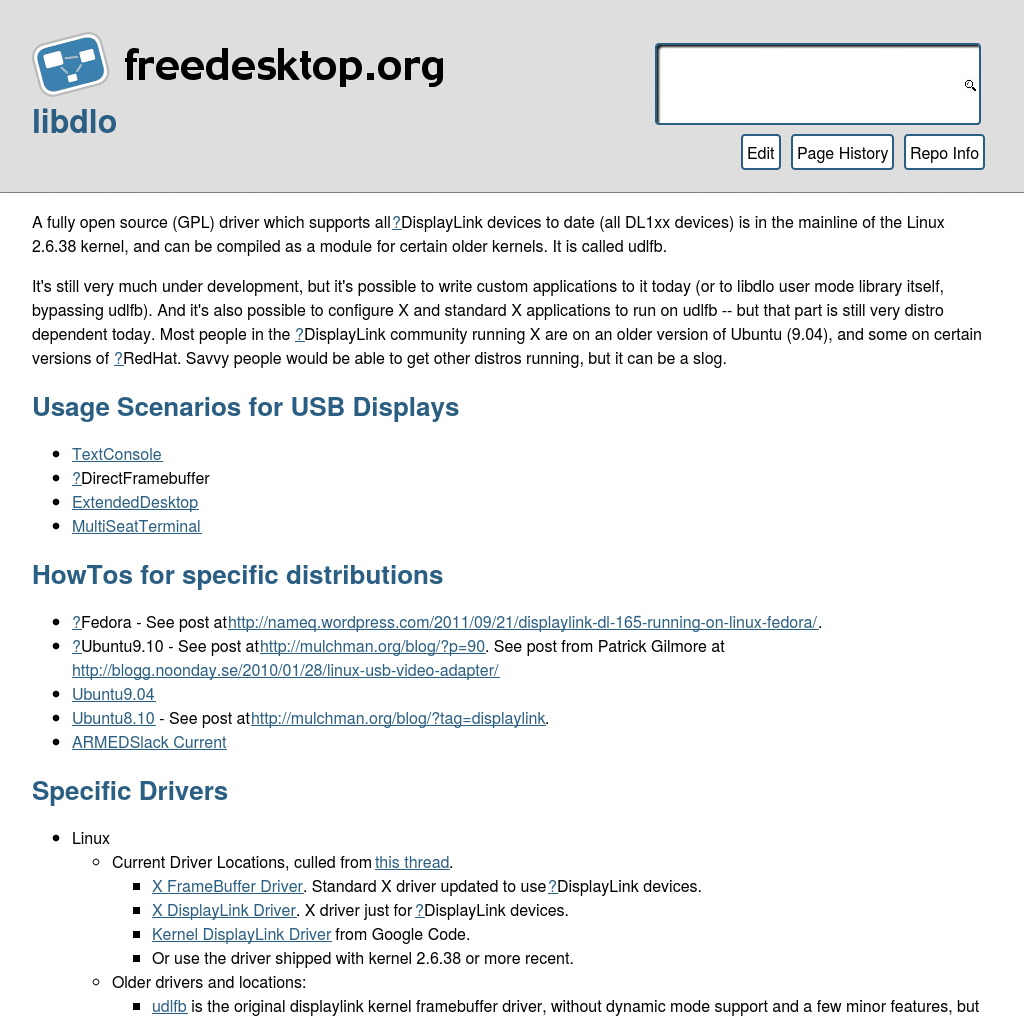 freedesktop.org
libdlo
Edit
Page History
Repo Info
A fully open source (GPL) driver which supports all ?DisplayLink devices to date (all DL1xx devices) is in the mainline of the Linux
2.6.38 kernel, and can be compiled as a module for certain older kernels. It is called udlfb.
It's still very much under development, but it's possible to write custom applications to it today (or to libdlo user mode library itself,
bypassing udlfb). And it's also possible to configure X and standard X applications to run on udlfb -- but that part is still very distro
dependent today. Most people in the ?DisplayLink community running X are on an older version of Ubuntu (9.04), and some on certain
versions of ?RedHat. Savvy people would be able to get other distros running, but it can be a slog.
Usage Scenarios for USB Displays
TextConsole
?DirectFramebuffer
ExtendedDesktop
MultiSeatTerminal
HowTos for specific distributions
?Fedora - See post at http://nameq.wordpress.com/2011/09/21/displaylink-dl-165-running-on-linux-fedora/.
?Ubuntu9.10 - See post at http://mulchman.org/blog/?p=90. See post from Patrick Gilmore at
http://blogg.noonday.se/2010/01/28/linux-usb-video-adapter/
Ubuntu9.04
Ubuntu8.10 - See post at http://mulchman.org/blog/?tag=displaylink.
ARMEDSlack Current
Specific Drivers
Linux
Current Driver Locations, culled from this thread.
X FrameBuffer Driver. Standard X driver updated to use ?DisplayLink devices.
X DisplayLink Driver. X driver just for ?DisplayLink devices.
Kernel DisplayLink Driver from Google Code.
Or use the driver shipped with kernel 2.6.38 or more recent.
Older drivers and locations:
udlfb is the original displaylink kernel framebuffer driver, without dynamic mode support and a few minor features, but